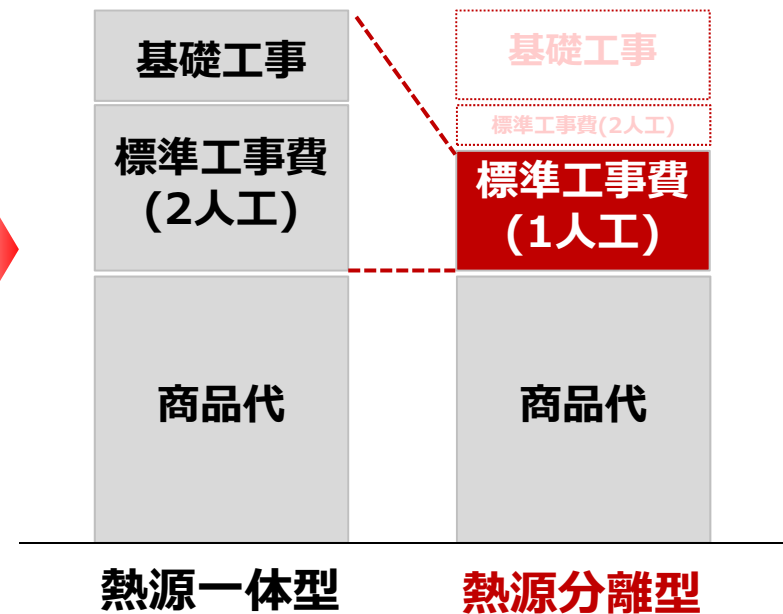 基礎工事
標準工事費
(2人工)
商品代
熱源一体型
基礎工事
標準工事費(2人工)
標準工事費
(1人工)
商品代
熱源分離型